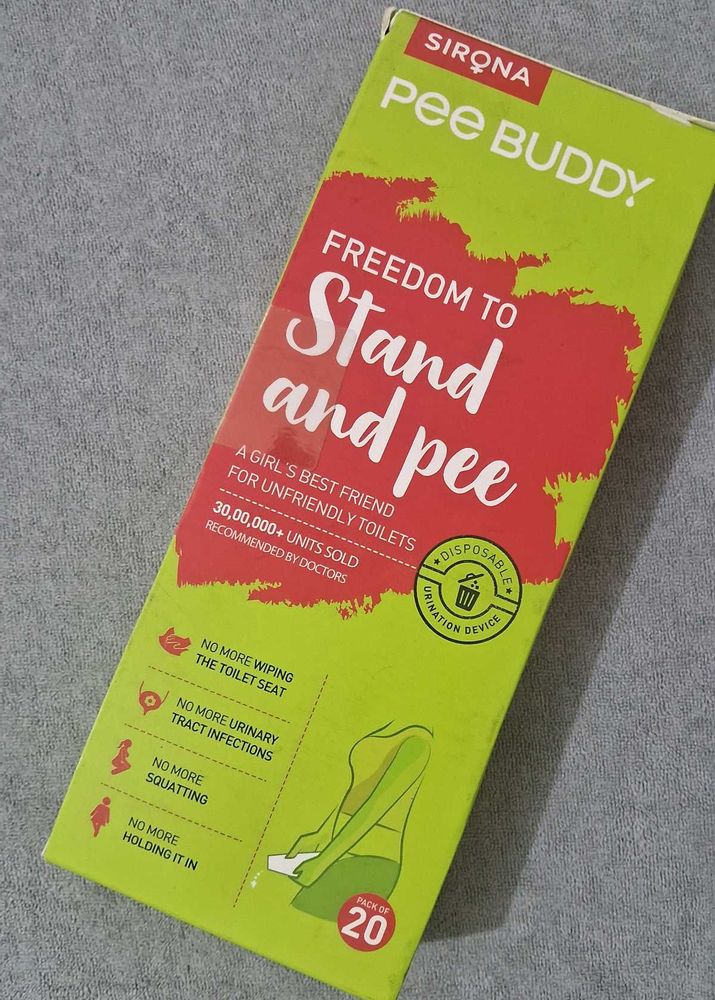 SIRONA
Pee BUDDY
FREEDOM TO
Stand
and pee
A GIRL'S BEST FRIEND
FOR UNFRIENDLY TOILETS
30,00,000+ UNITS SOLD
RECOMMENDED BY DOCTORS
DISPOSABLE
URINATION DEVICE
NO MORE WIPING
THE TOILET SEAT
NO MORE URINARY
TRACT INFECTIONS
NO MORE
SQUATTING
NO MORE
HOLDING IT IN
PACK OF
20